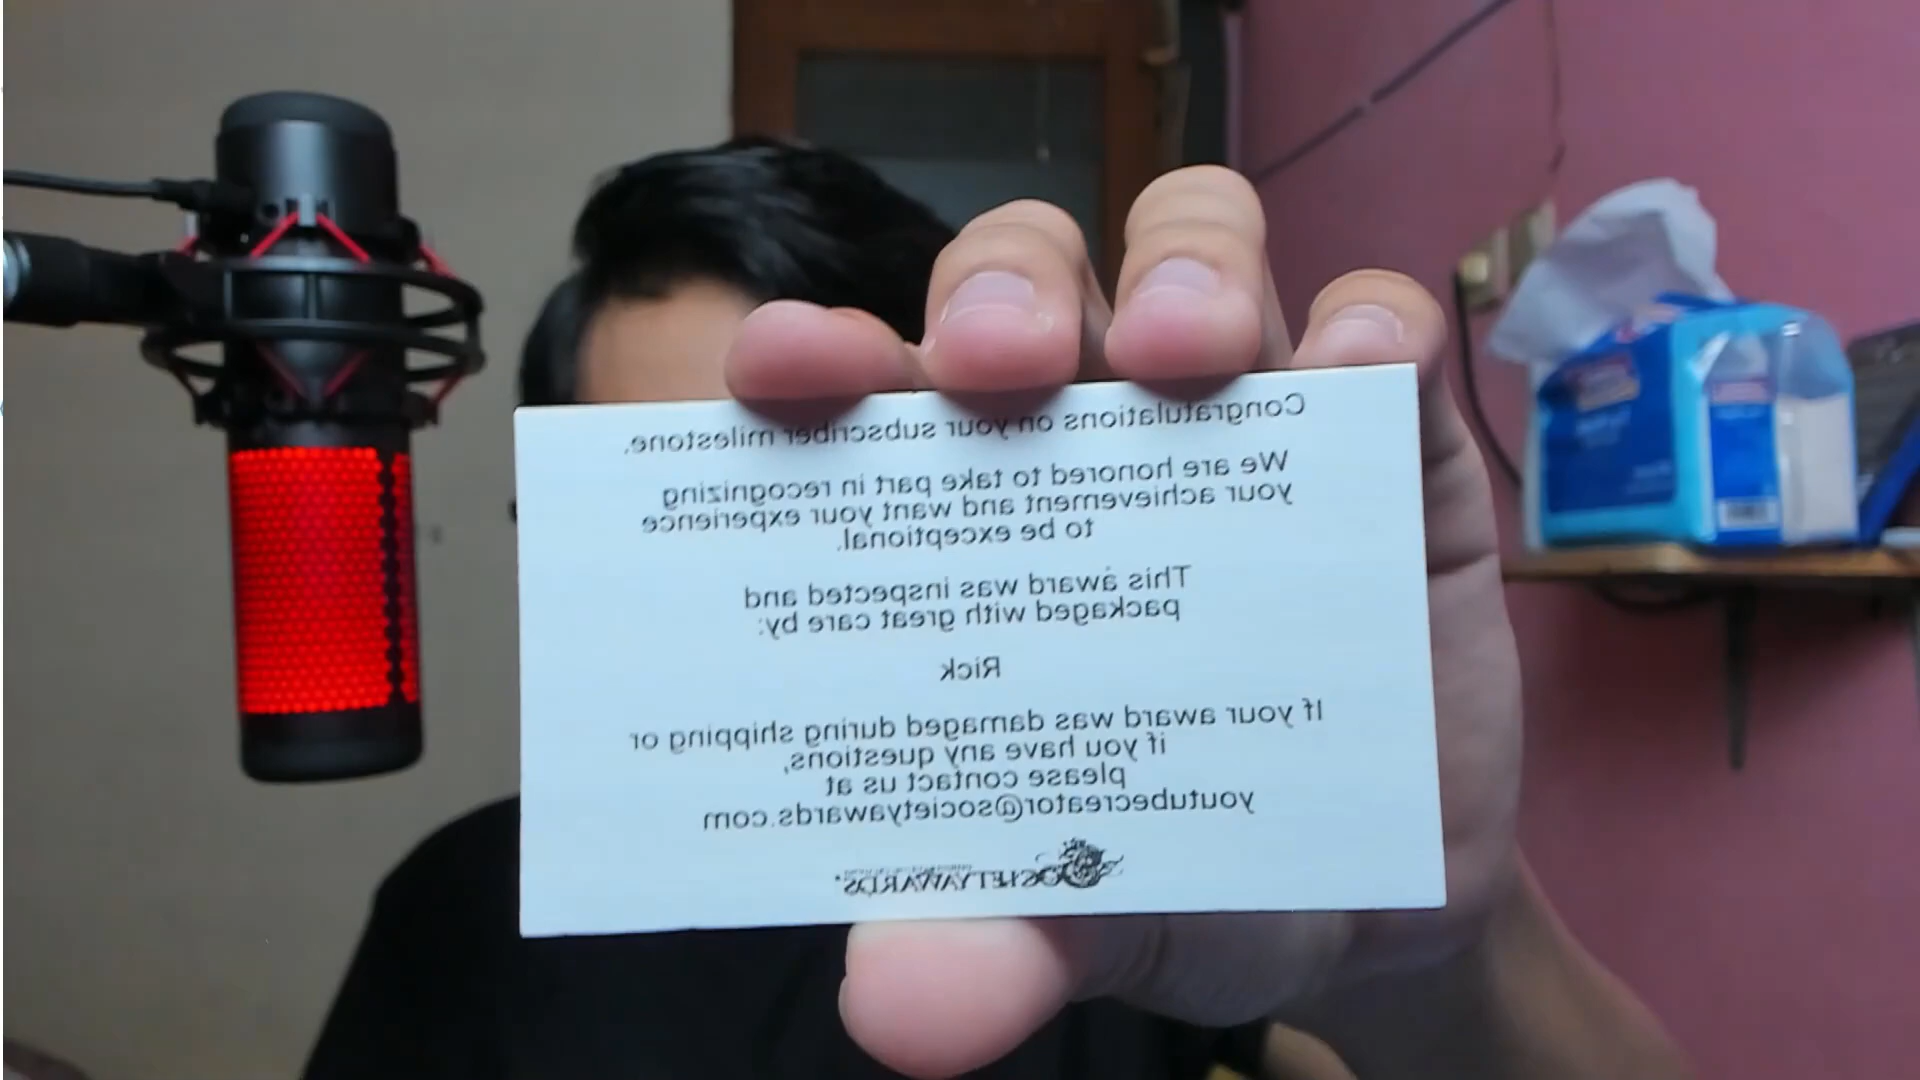 Congratulations on your subscriber milestone.
We are honored to take part in recognizing
your achievement and want your experience
to be exceptional.
This award was inspected and
packaged with great care by:
Rick
If your award was damaged during shipping or
if you have any questions,
please contact us at
youtubecreator@societyawards.com
SOCIETYAWARDS